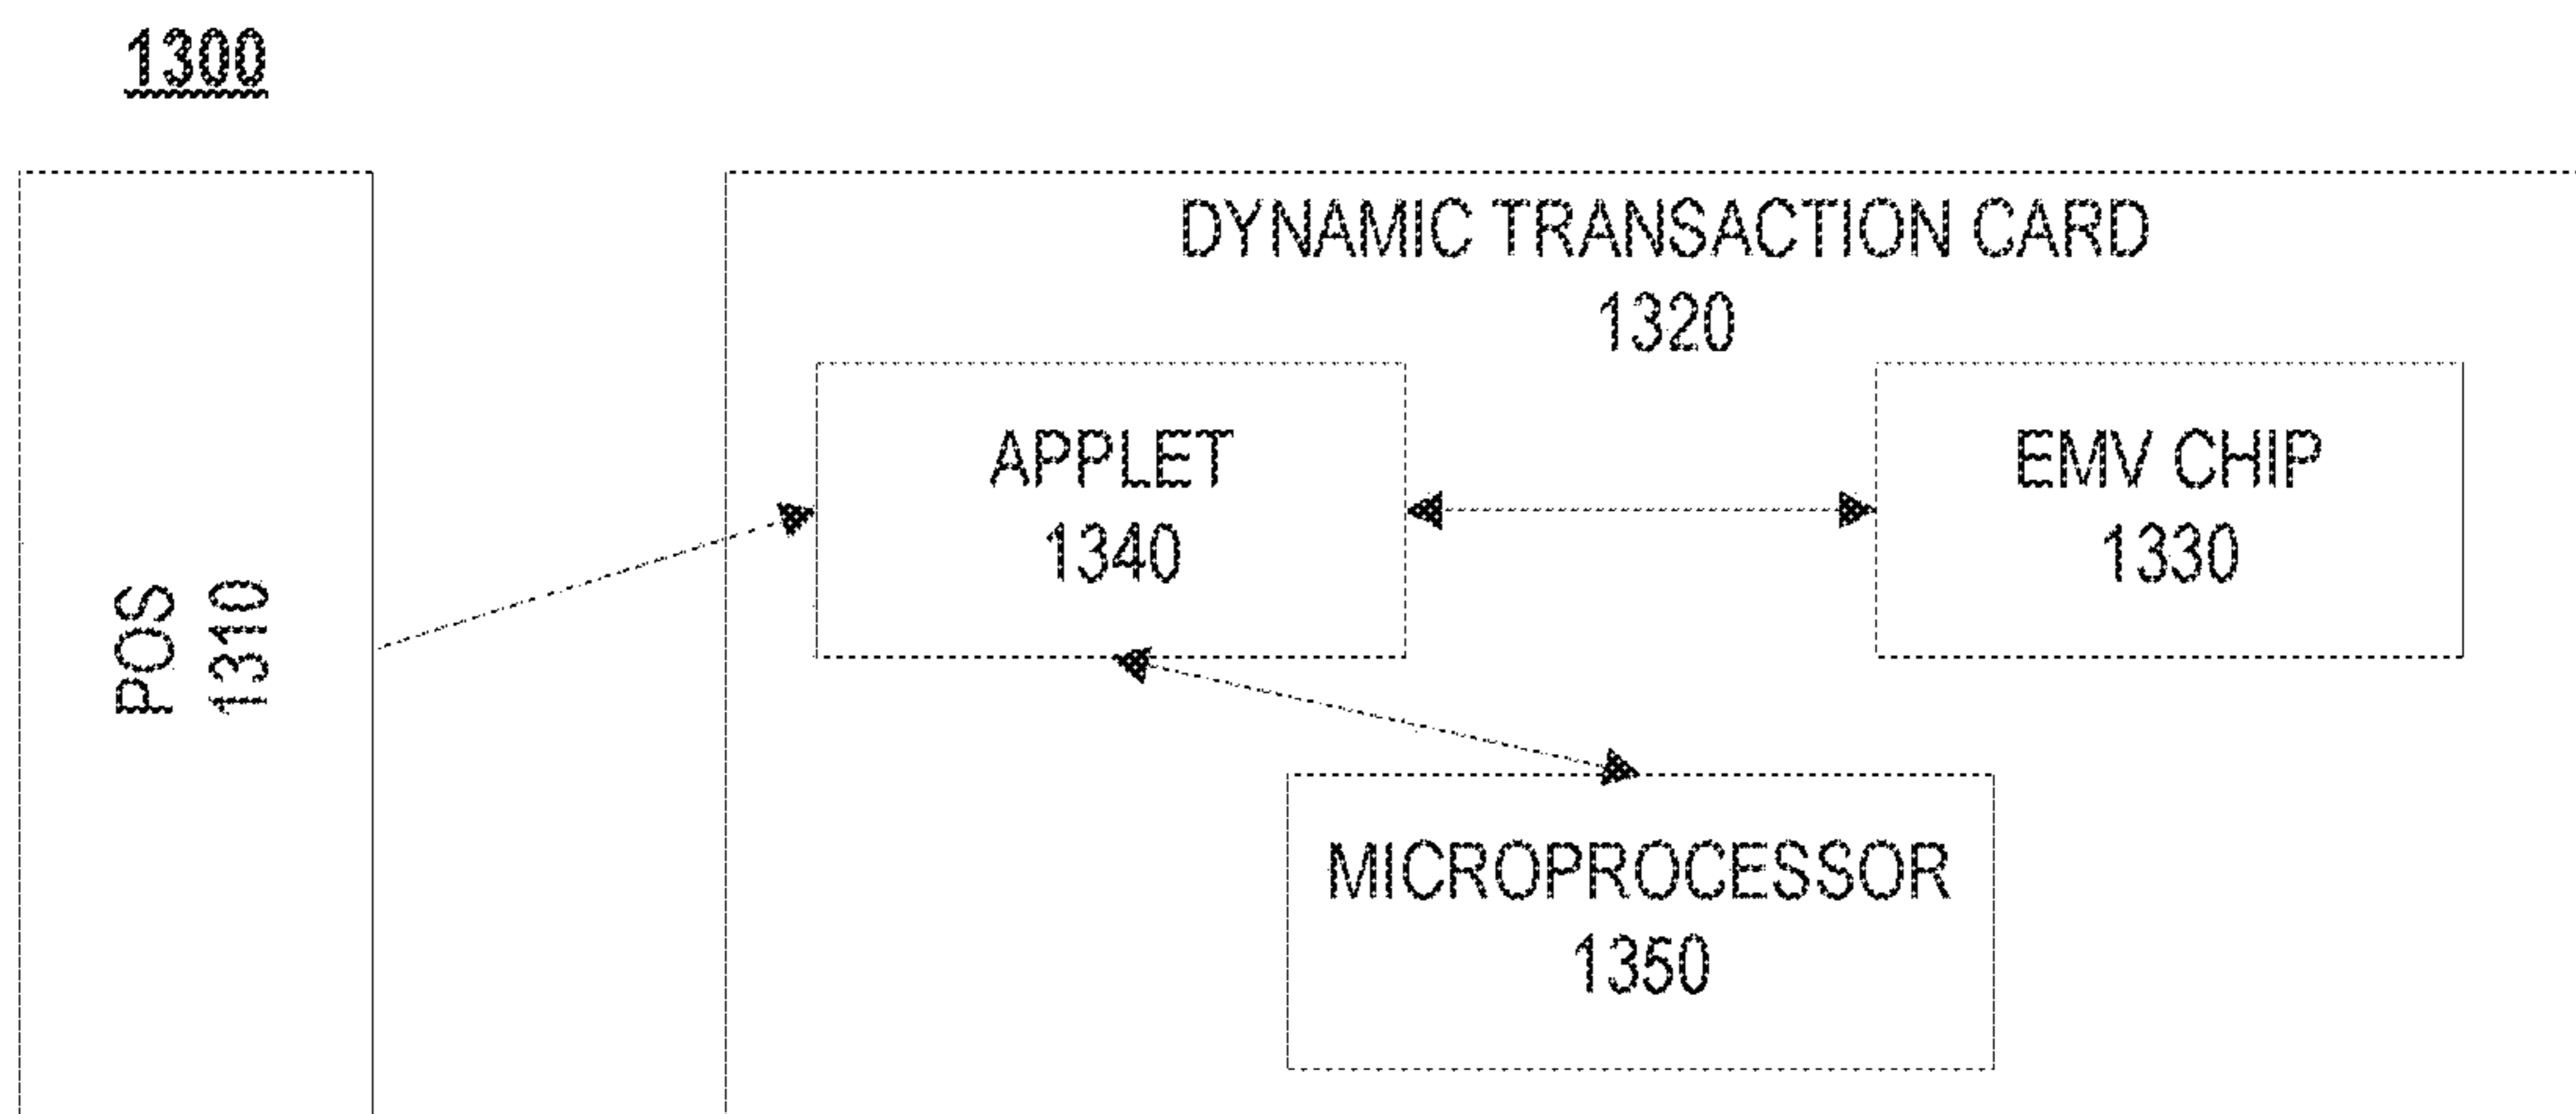 1300
POS
1310
DYNAMIC TRANSACTION CARD
1320
APPLET
1340
EMV CHIP
1330
MICROPROCESSOR
1350